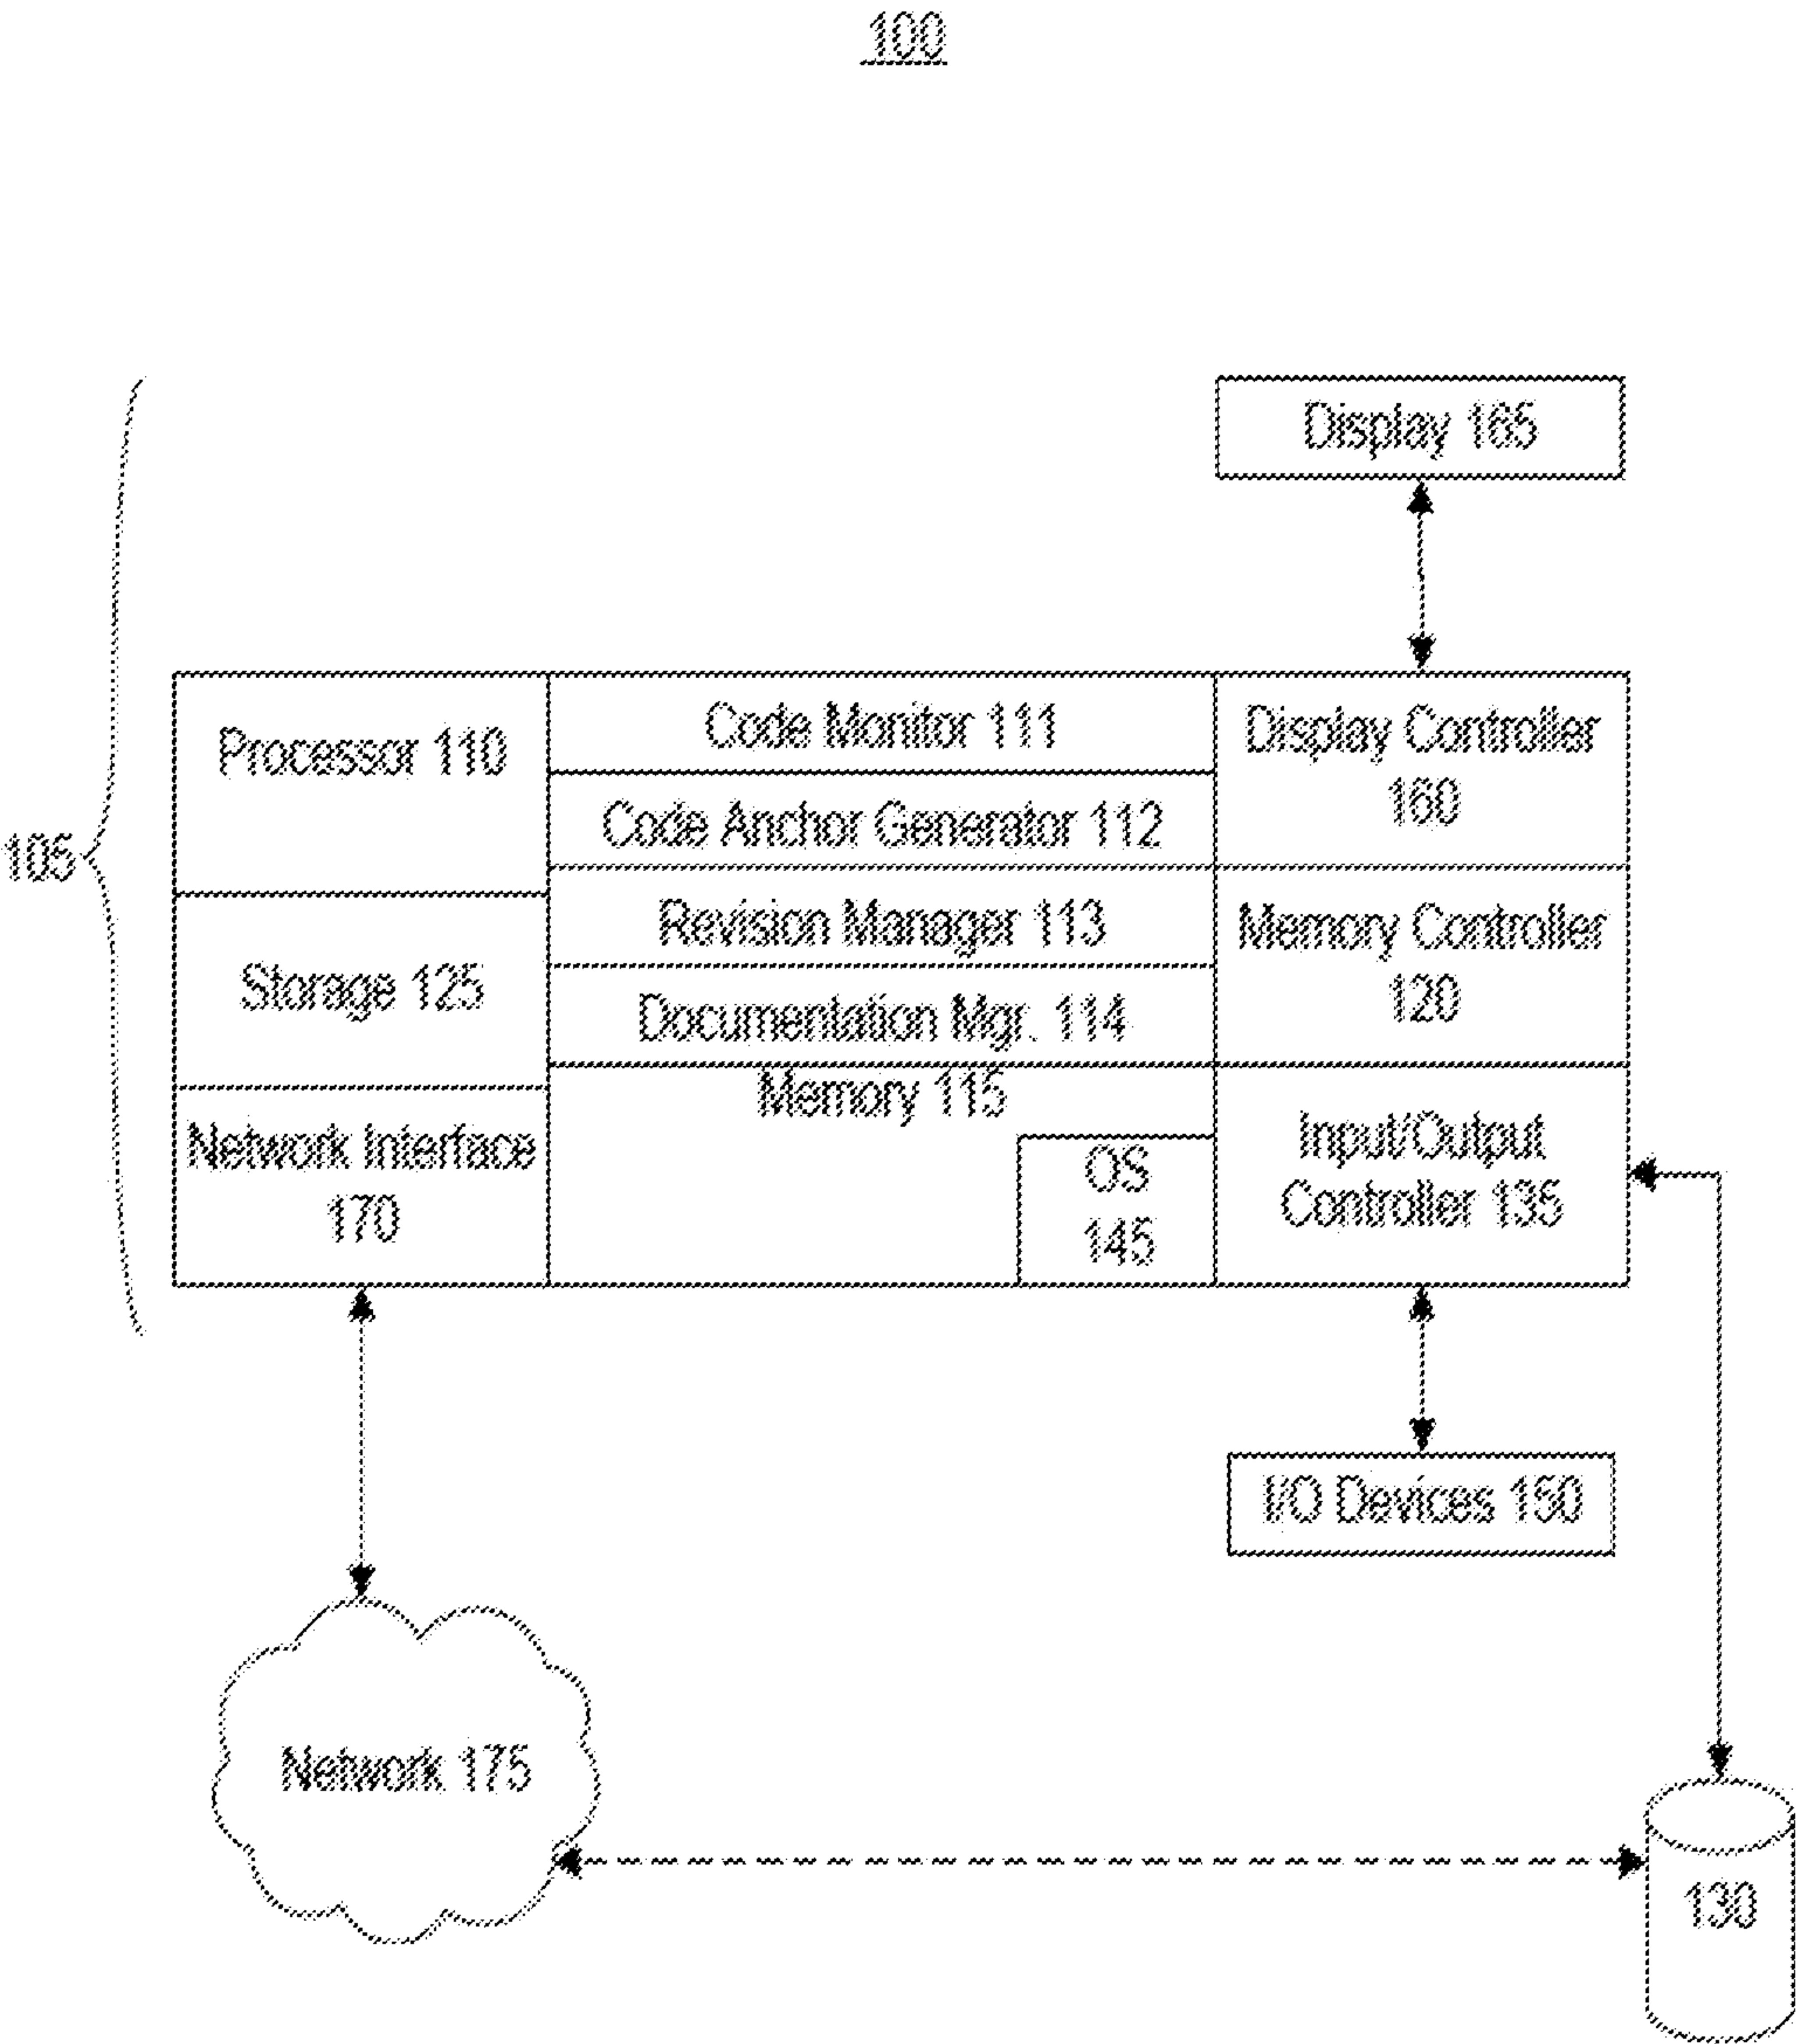 100
Display 165
105
Processor 110
Storage 125
Network Interface
170
Code Monitor 111
Code Anchor Generator 112
Revision Manager 113
Documentation Mgr. 114
Memory 115
OS
145
Display Controller
160
Memory Controller
120
Input/Output
Controller 135
I/O Devices 150
Network 175
130